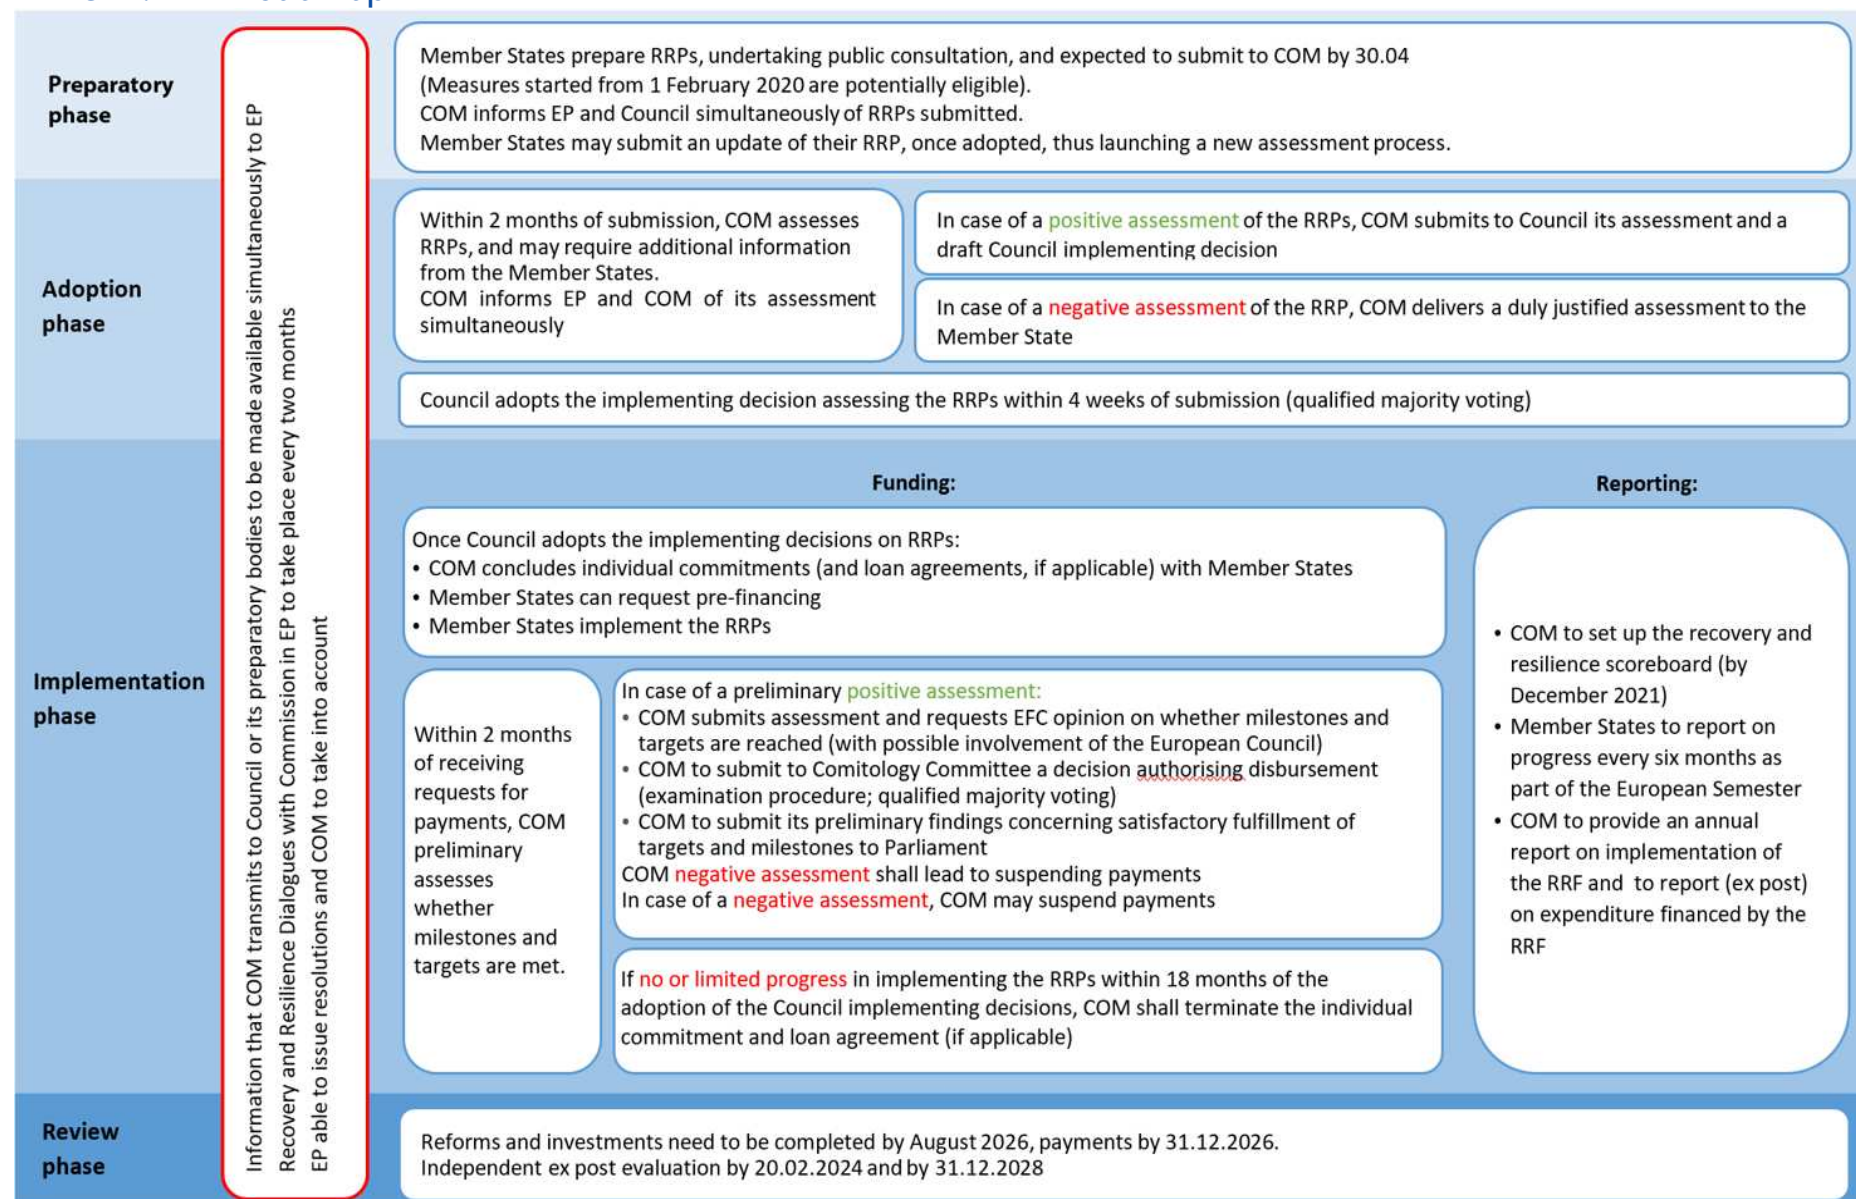 Preparatory
phase
Information that COM transmits to Council or its preparatory bodies to be made available simultaneously to EP
Recovery and Resilience Dialogues with Commission in EP to take place every two months
EP able to issue resolutions and COM to take into account
Member States prepare RRPs, undertaking public consultation, and expected to submit to COM by 30.04
(Measures started from 1 February 2020 are potentially eligible).
COM informs EP and Council simultaneously of RRPs submitted.
Member States may submit an update of their RRP, once adopted, thus launching a new assessment process.
Adoption
phase
Within 2 months of submission, COM assesses
RRPs, and may require additional information
from the Member States.
COM informs EP and COM of its assessment
simultaneously
In case of a positive assessment of the RRPs, COM submits to Council its assessment and a
draft Council implementing decision
In case of a negative assessment of the RRP, COM delivers a duly justified assessment to the
Member State
Council adopts the implementing decision assessing the RRPs within 4 weeks of submission (qualified majority voting)
Implementation
phase
Funding:
Once Council adopts the implementing decisions on RRPs:
• COM concludes individual commitments (and loan agreements, if applicable) with Member States
• Member States can request pre-financing
• Member States implement the RRPs
Within 2 months
of receiving
requests for
payments, COM
preliminary
assesses
whether
milestones and
targets are met.
In case of a preliminary positive assessment:
• COM submits assessment and requests EFC opinion on whether milestones and
targets are reached (with possible involvement of the European Council)
• COM to submit to Comitology Committee a decision authorising disbursement
(examination procedure; qualified majority voting)
• COM to submit its preliminary findings concerning satisfactory fulfillment of
targets and milestones to Parliament
COM negative assessment shall lead to suspending payments
In case of a negative assessment, COM may suspend payments
If no or limited progress in implementing the RRPs within 18 months of the
adoption of the Council implementing decisions, COM shall terminate the individual
commitment and loan agreement (if applicable)
Reporting:
• COM to set up the recovery and
resilience scoreboard (by
December 2021)
• Member States to report on
progress every six months as
part of the European Semester
• COM to provide an annual
report on implementation of
the RRF and to report (ex post)
on expenditure financed by the
RRF
Review
phase
Reforms and investments need to be completed by August 2026, payments by 31.12.2026.
Independent ex post evaluation by 20.02.2024 and by 31.12.2028